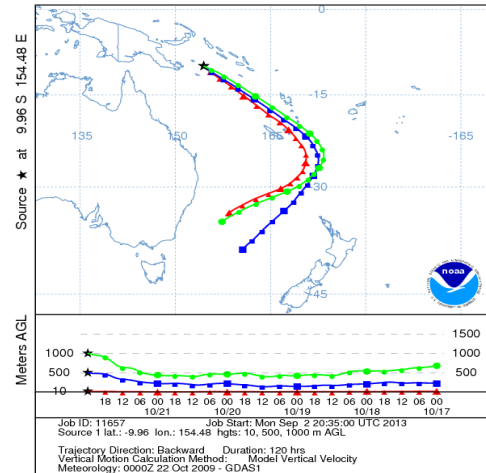 0
-15
135
150
165
-165
-30
-45
Source ★ at 9.96 S 154.48 E
noaa
Meters AGL
1500
1000
1000
500
500
10
18 12 06 00 18 12 06 00 18 12 06 00 18 12 06 00 18 12 06 00
10/21 10/20 10/19 10/18 10/17
Job ID: 11657 Job Start: Mon Sep 2 20:35:00 UTC 2013
Source 1 lat.: -9.96 lon.: 154.48 hgts: 10, 500, 1000 m AGL
Trajectory Direction: Backward Duration: 120 hrs
Vertical Motion Calculation Method: Model Vertical Velocity
Meteorology: 0000Z 22 Oct 2009 - GDAS1